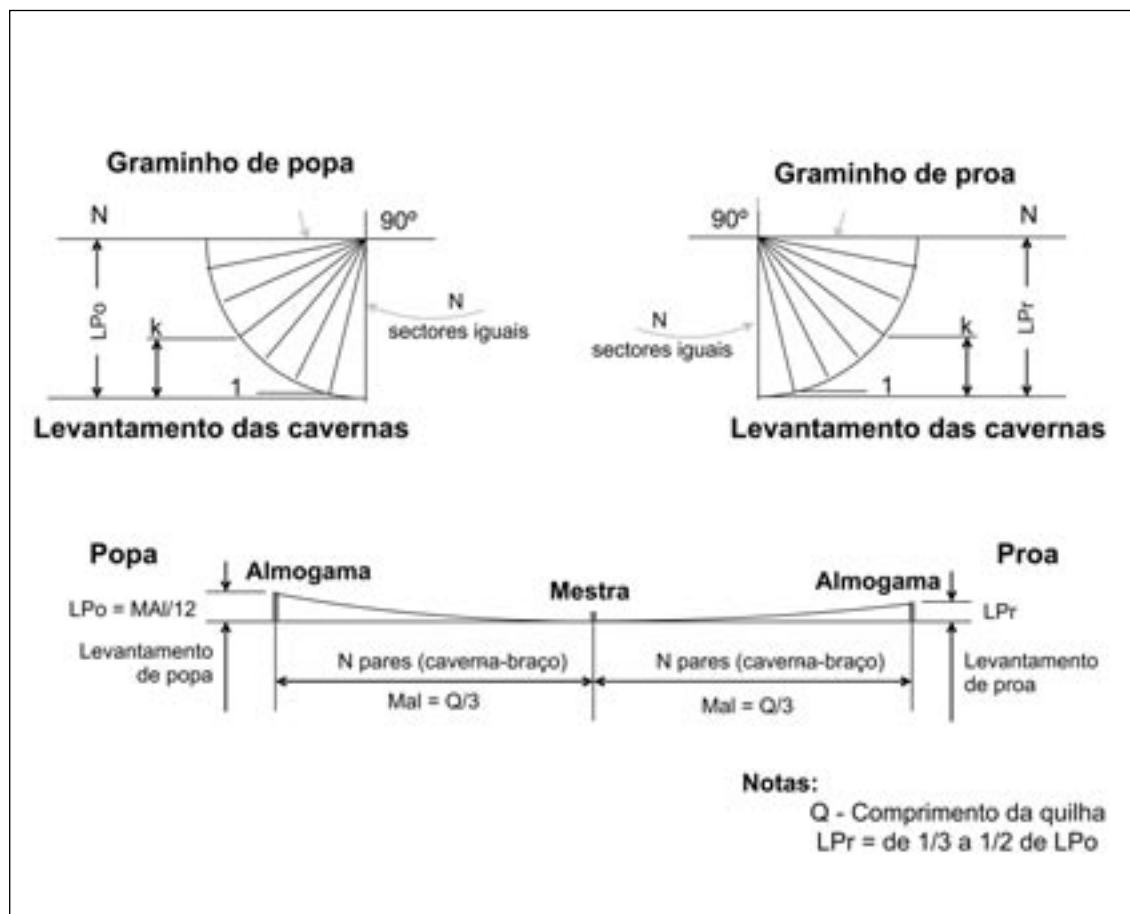 Graminho de popa
N
90º
LPo
k
N
sectores iguais
1
Levantamento das cavernas
Graminho de proa
90º
N
LPr
k
N
sectores iguais
1
Levantamento das cavernas
Popa
Proa
Almogama
Mestra
Almogama
LPo = MAl/12
LPr
Levantamento
de popa
N pares (caverna-braço)
N pares (caverna-braço)
Levantamento
de proa
Mal = Q/3
Mal = Q/3
Notas:
Q - Comprimento da quilha
LPr = de 1/3 a 1/2 de LPo